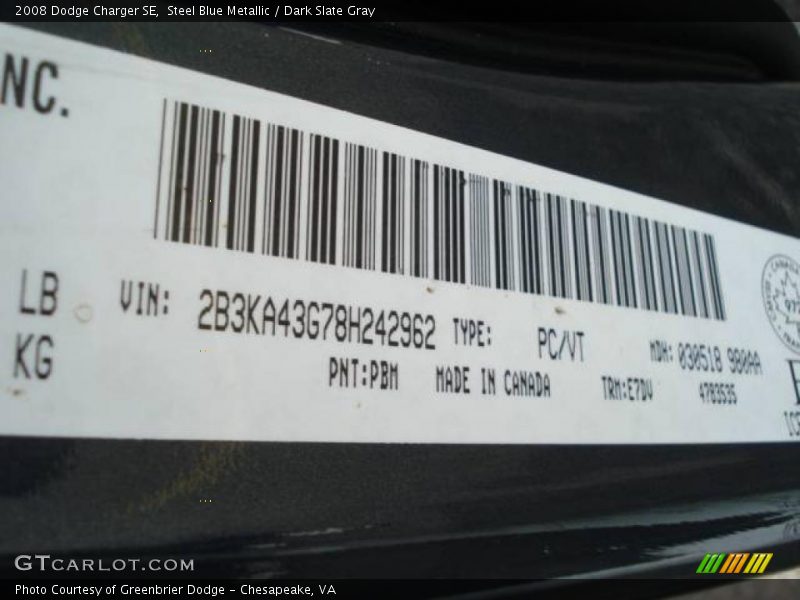 2008 Dodge Charger SE,  Steel Blue Metallic / Dark Slate Gray
NC.
LB
KG
VIN: 2B3KA43G78H242962 TYPE: PC/VT MDH: 030518 980AA
PNT:PBM MADE IN CANADA TRM:E7DV 4783535
GTCARLOT.COM
Photo Courtesy of Greenbrier Dodge – Chesapeake, VA